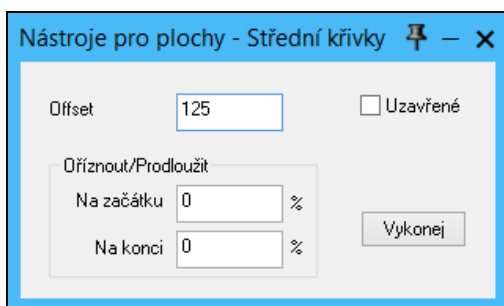 Nástroje pro plochy - Střední křivky
Offset 125 Uzavřené
Oříznout/Prodloužit
Na začátku 0 %
Na konci 0 %
Vykonej